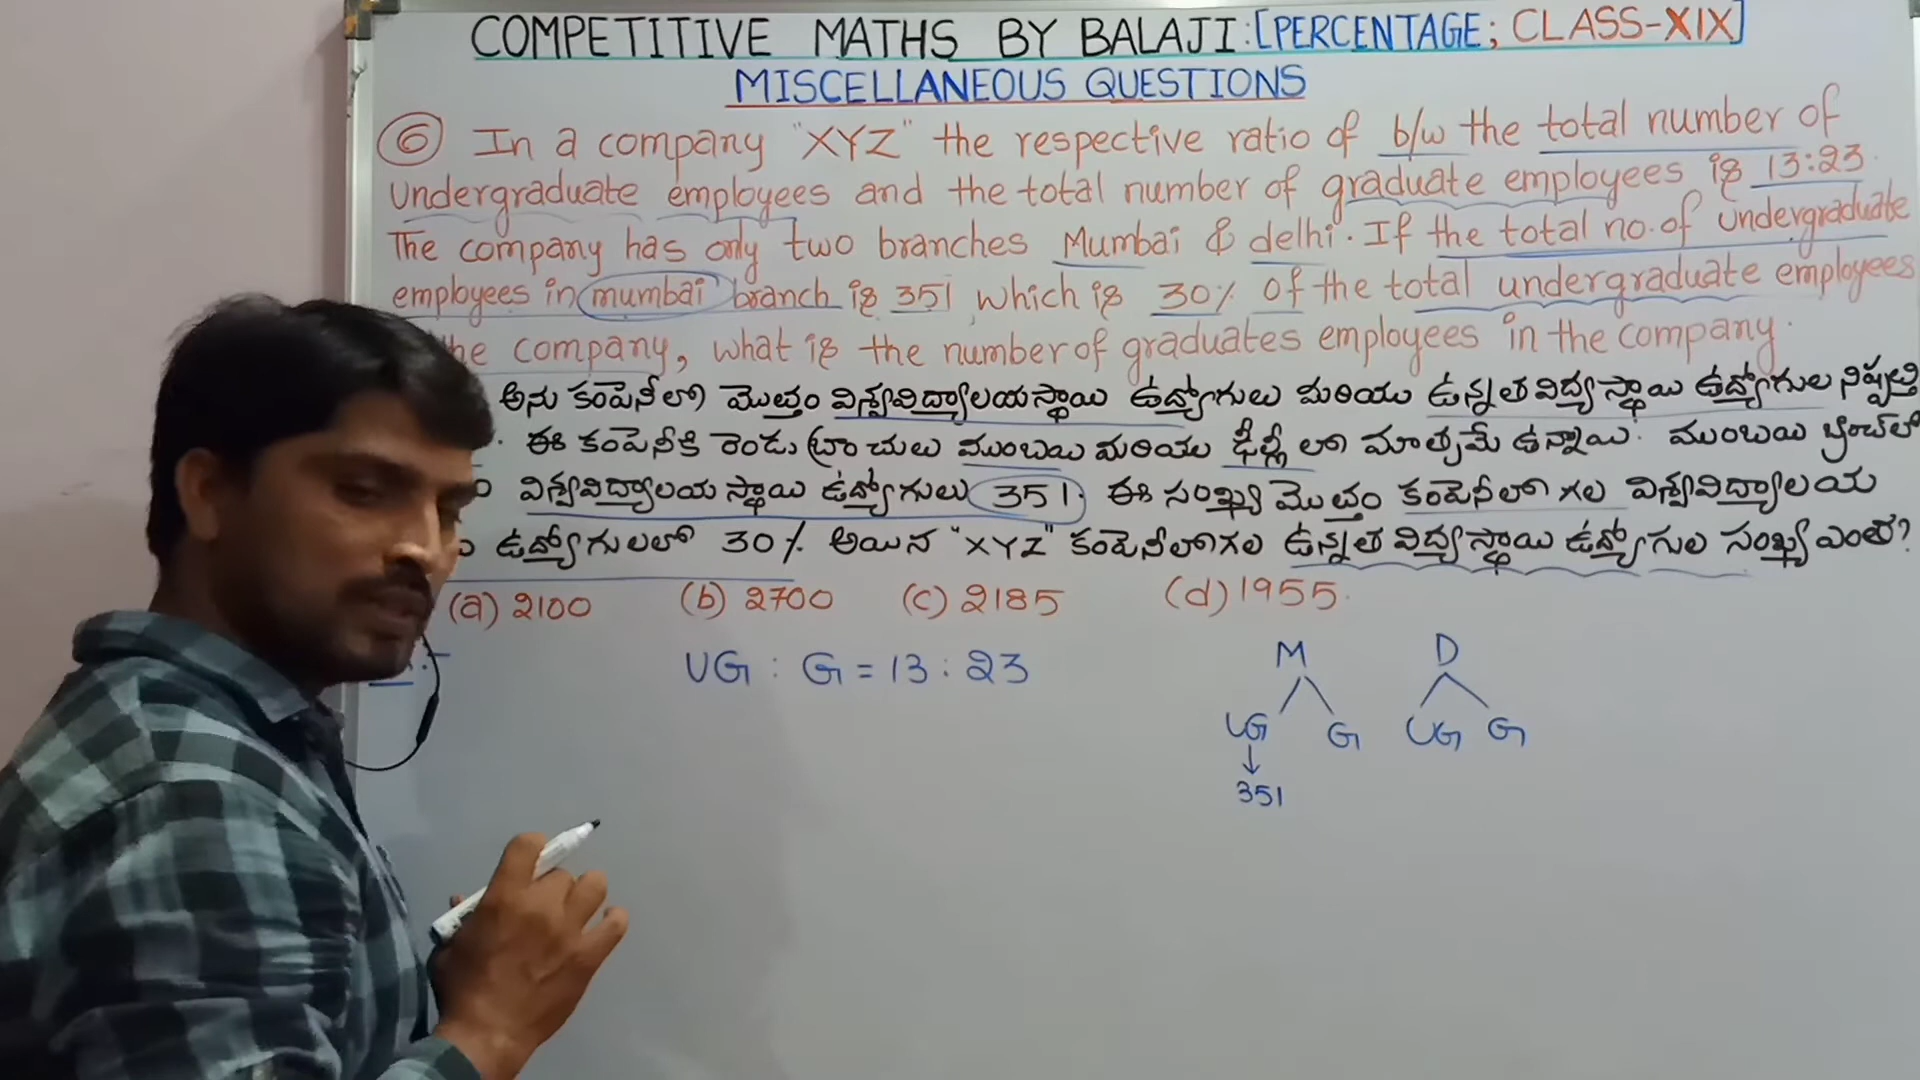 COMPETITIVE MATHS BY BALAJI:[PERCENTAGE; CLASS-XIX]
MISCELLANEOUS QUESTIONS
⑥ In a company "XYZ" the respective ratio of b/w the total number of
Undergraduate employees and the total number of graduate employees is 13:23.
The company has only two branches Mumbai & delhi. If the total no. of Undergraduate
employees in mumbai branch is 351, which is 30% of the total undergraduate employees
the company, what is the number of graduates employees in the company.
అను కంపెనీలో మొత్తం విశ్వవిద్యాలయస్థాయి ఉద్యోగులు మరియు ఉన్నత విద్యస్థాయి ఉద్యోగుల నిష్పత్తి
ఈ కంపెనీకి రెండు బ్రాంచులు ముంబయి మరియు ఢిల్లీ లో మాత్రమే ఉన్నాయి. ముంబయి బ్రాంచ్‌లో
విశ్వవిద్యాలయ స్థాయి ఉద్యోగులు 351. ఈ సంఖ్య మొత్తం కంపెనీలో గల విశ్వవిద్యాలయ
ఉద్యోగులలో 30% అయిన "XYZ" కంపెనీలోగల ఉన్నత విద్యస్థాయి ఉద్యోగుల సంఖ్య ఎంత?
(a) 2100 (b) 2700 (c) 2185 (d) 1955.
UG : G = 13 : 23
M D
UG G UG G
351